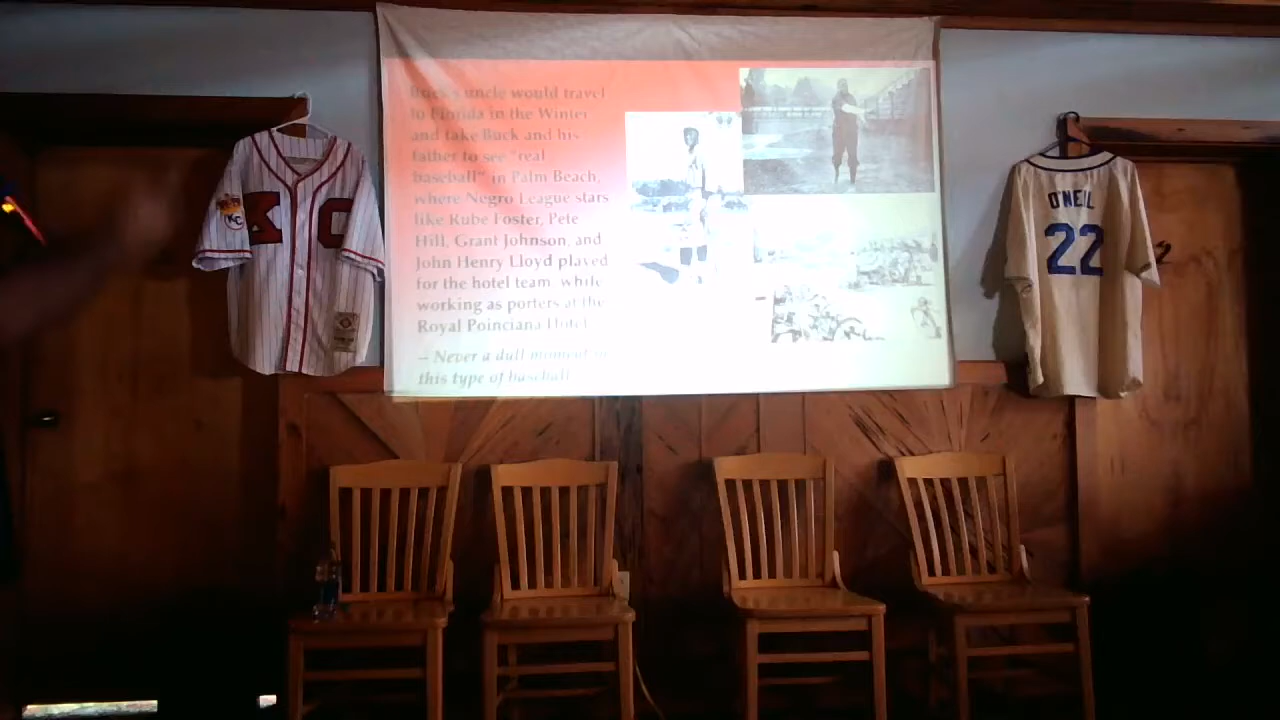 Buck's uncle would travel
to Florida in the Winter
and take Buck and his
father to see "real
baseball" in Palm Beach,
where Negro League stars
like Rube Foster, Pete
Hill, Grant Johnson, and
John Henry Lloyd played
for the hotel team, while
working as porters at the
Royal Poinciana Hotel.
– Never a dull moment in
this type of baseball
K C
KC
O'NEIL
22